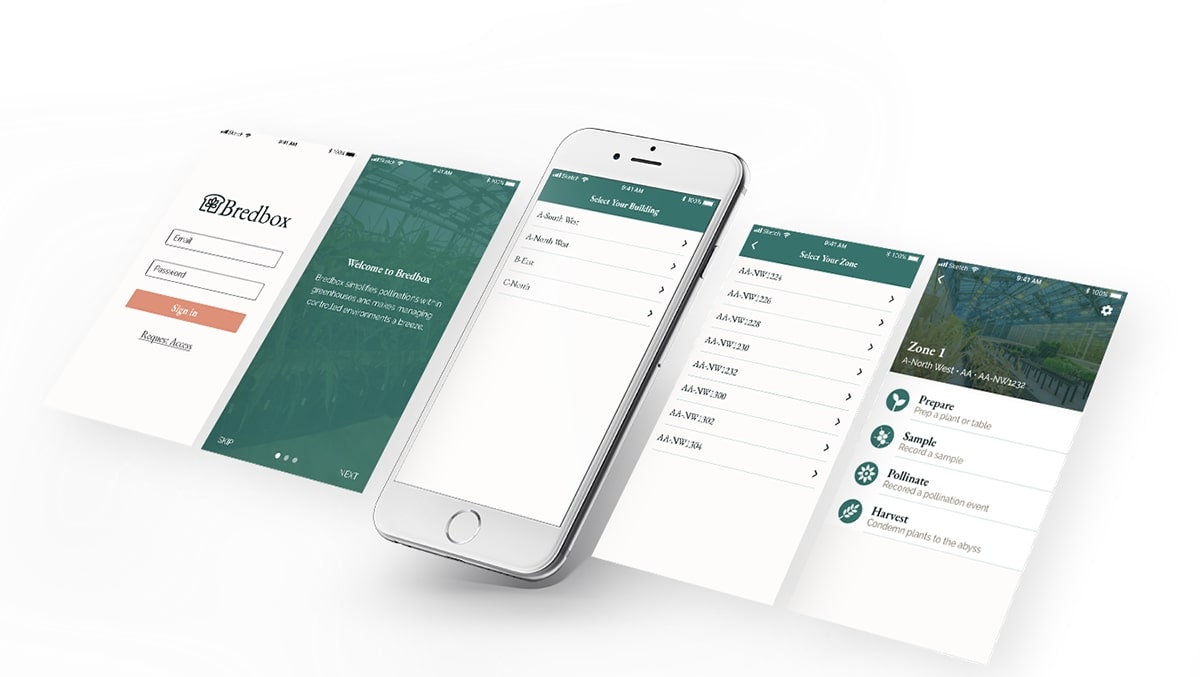 Sketch
9:41 AM
100%
Bredbox
Email
Password
Sign in
Request Access
Sketch
9:41 AM
100%
Welcome to Bredbox
Bredbox simplifies pollinations within
greenhouses and makes managing
controlled environments a breeze.
SKIP
NEXT
Sketch
9:41 AM
100%
Select Your Building
A-South West
A-North West
B-East
C-North
Sketch
9:41 AM
100%
Select Your Zone
AA-NW1224
AA-NW1226
AA-NW1228
AA-NW1230
AA-NW1232
AA-NW1300
AA-NW1302
AA-NW1304
Sketch
9:41 AM
100%
Zone 1
A-North West • AA • AA-NW1232
Prepare
Prep a plant or table
Sample
Record a sample
Pollinate
Recored a pollination event
Harvest
Condemn plants to the abyss